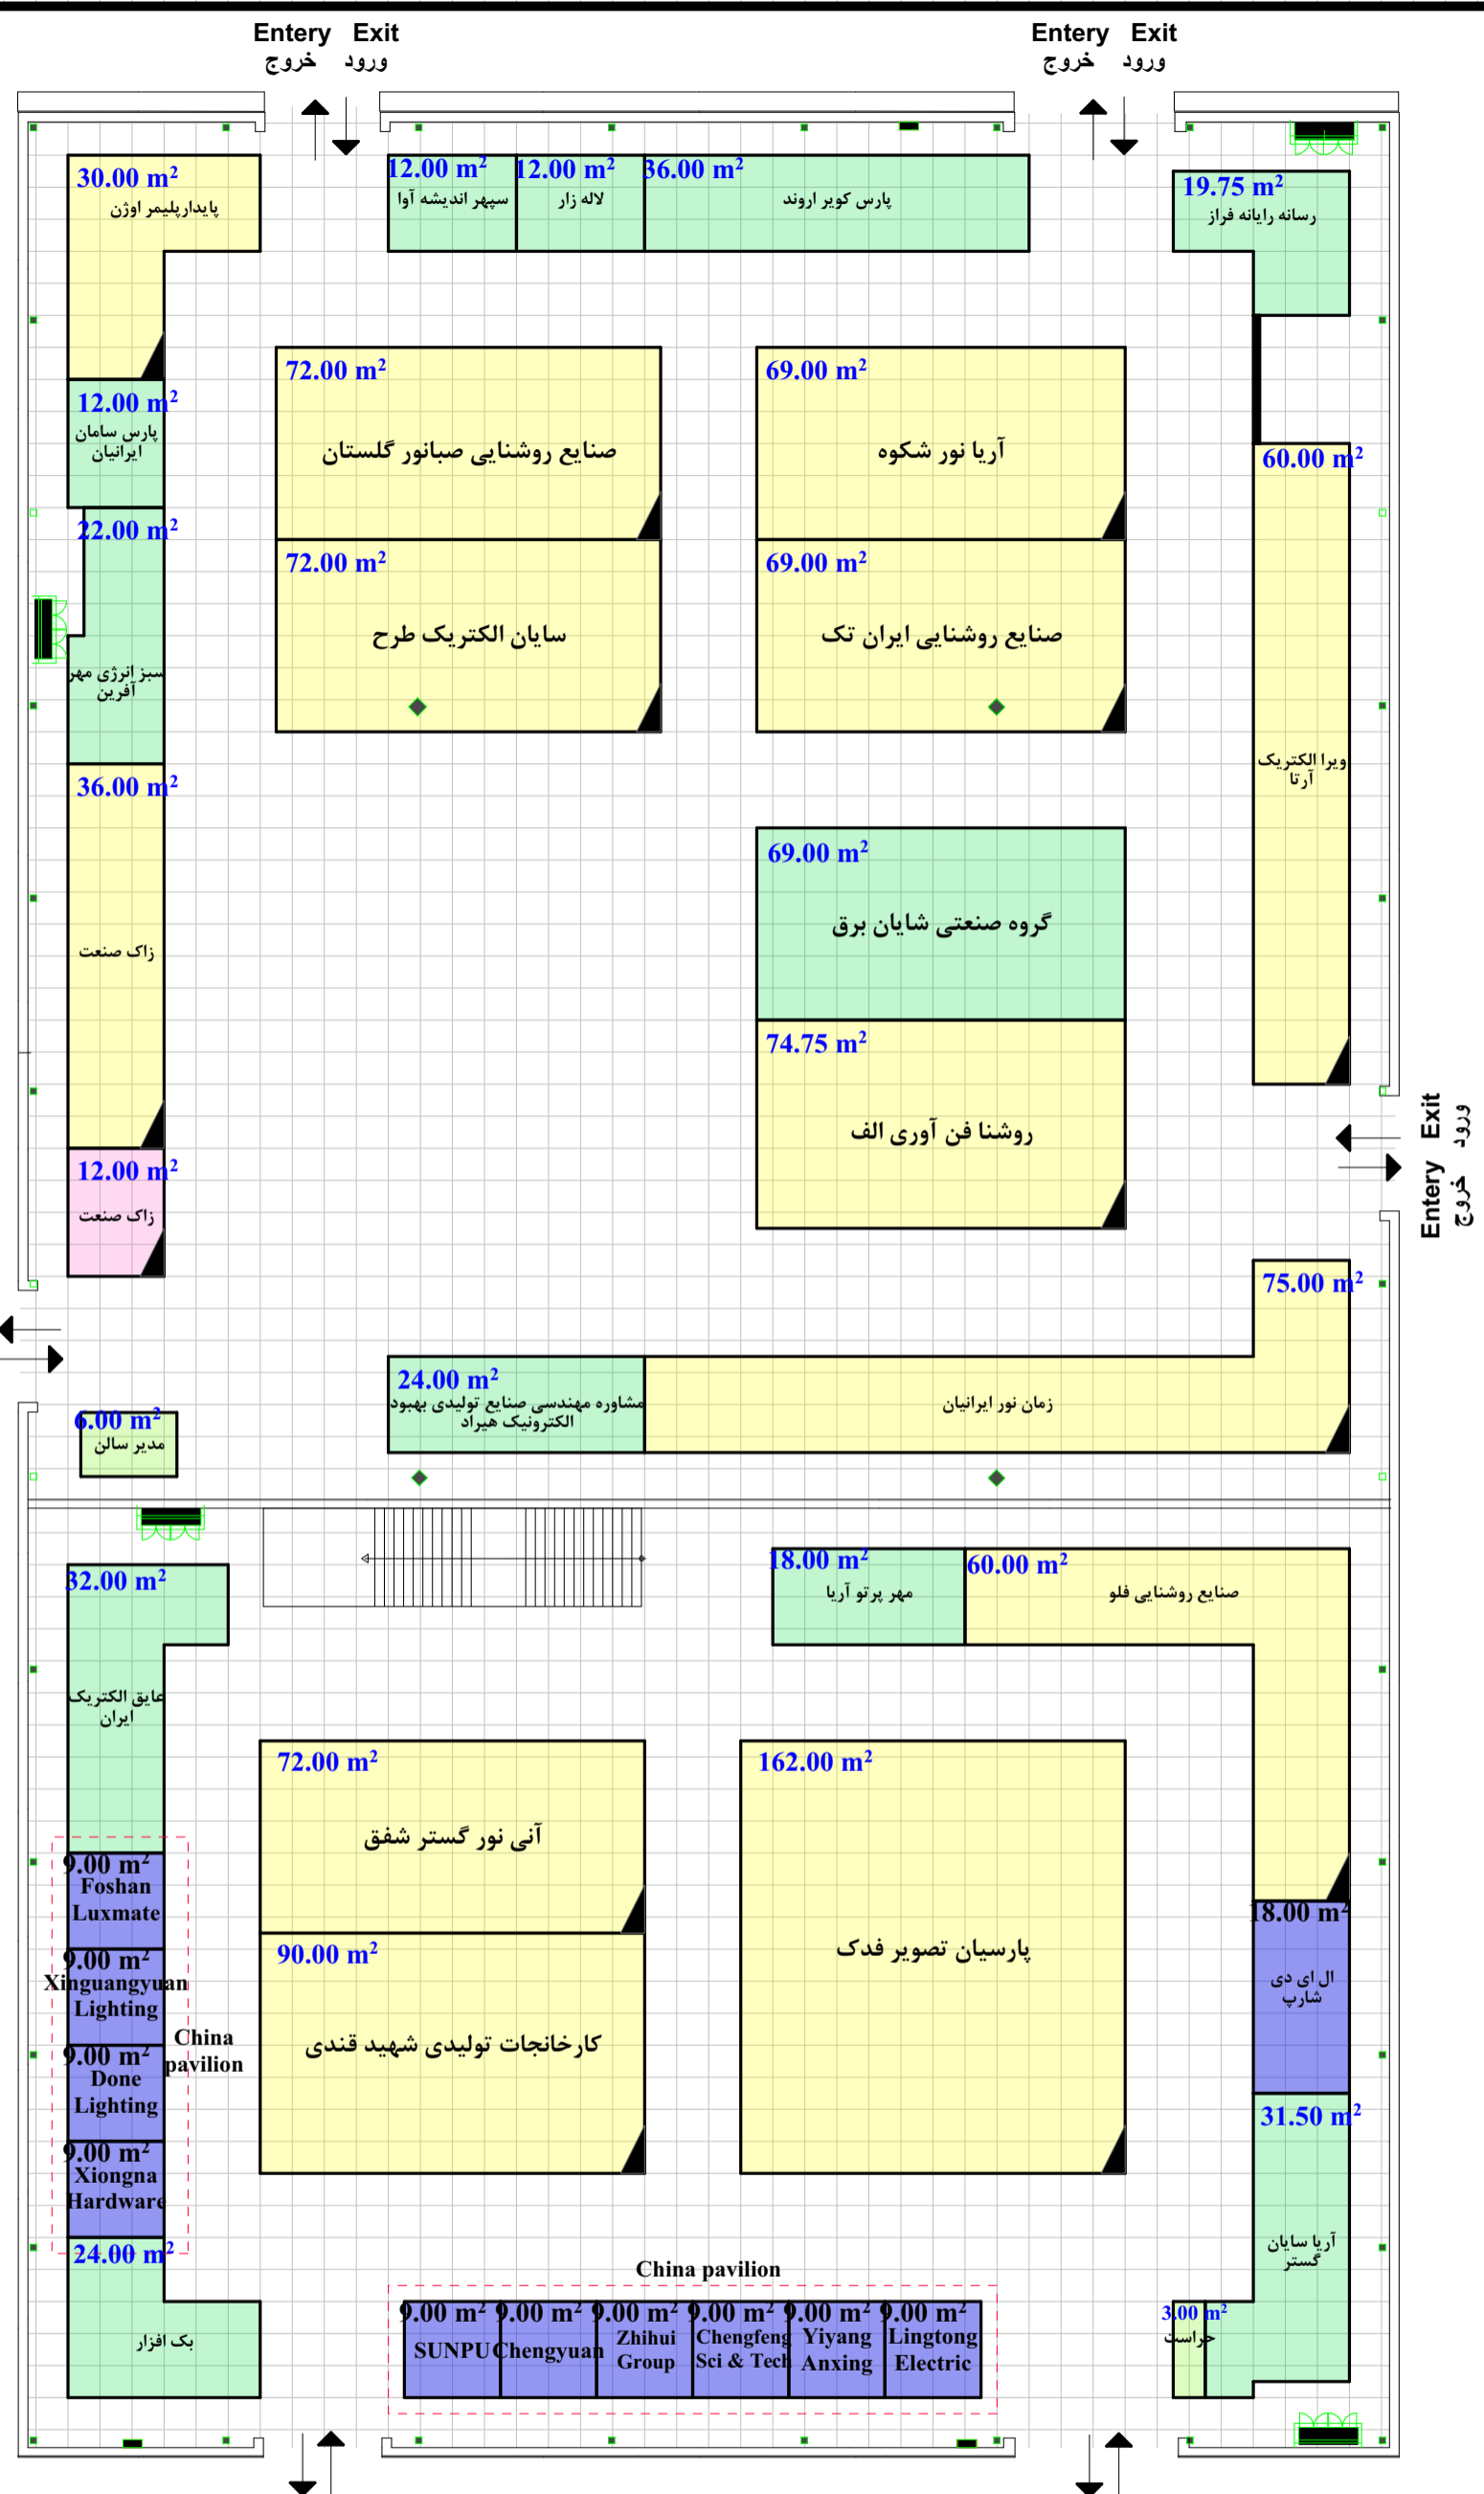 Entery Exit
خروج ورود
Entery Exit
خروج ورود
30.00 m²
پایدارپلیمر اوژن
12.00 m²
سپهر اندیشه آوا
12.00 m²
لاله زار
36.00 m²
پارس کویر اروند
19.75 m²
رسانه رایانه فراز
12.00 m²
پارس سامان
ایرانیان
72.00 m²
صنایع روشنایی صبانور گلستان
69.00 m²
آریا نور شکوه
60.00 m²
ویرا الکتریک
آرتا
22.00 m²
سبز انرژی مهر
آفرین
72.00 m²
سایان الکتریک طرح
69.00 m²
صنایع روشنایی ایران تک
36.00 m²
زاک صنعت
69.00 m²
گروه صنعتی شایان برق
74.75 m²
روشنا فن آوری الف
12.00 m²
زاک صنعت
Entery Exit
خروج ورود
75.00 m²
زمان نور ایرانیان
24.00 m²
مشاوره مهندسی صنایع تولیدی بهبود
الکترونیک هیراد
6.00 m²
مدیر سالن
32.00 m²
عایق الکتریک
ایران
18.00 m²
مهر پرتو آریا
60.00 m²
صنایع روشنایی فلو
72.00 m²
آنی نور گستر شفق
162.00 m²
پارسیان تصویر فدک
9.00 m²
Foshan
Luxmate
9.00 m²
Xinguangyuan
Lighting
9.00 m²
Done
Lighting
9.00 m²
Xiongna
Hardware
China
pavilion
90.00 m²
کارخانجات تولیدی شهید قندی
18.00 m²
ال ای دی
شارپ
31.50 m²
آریا سایان
گستر
24.00 m²
بک افزار
China pavilion
9.00 m²
SUNPU
9.00 m²
Chengyuan
9.00 m²
Zhihui
Group
9.00 m²
Chengfeng
Sci & Tech
9.00 m²
Yiyang
Anxing
9.00 m²
Lingtong
Electric
3.00 m²
حراست